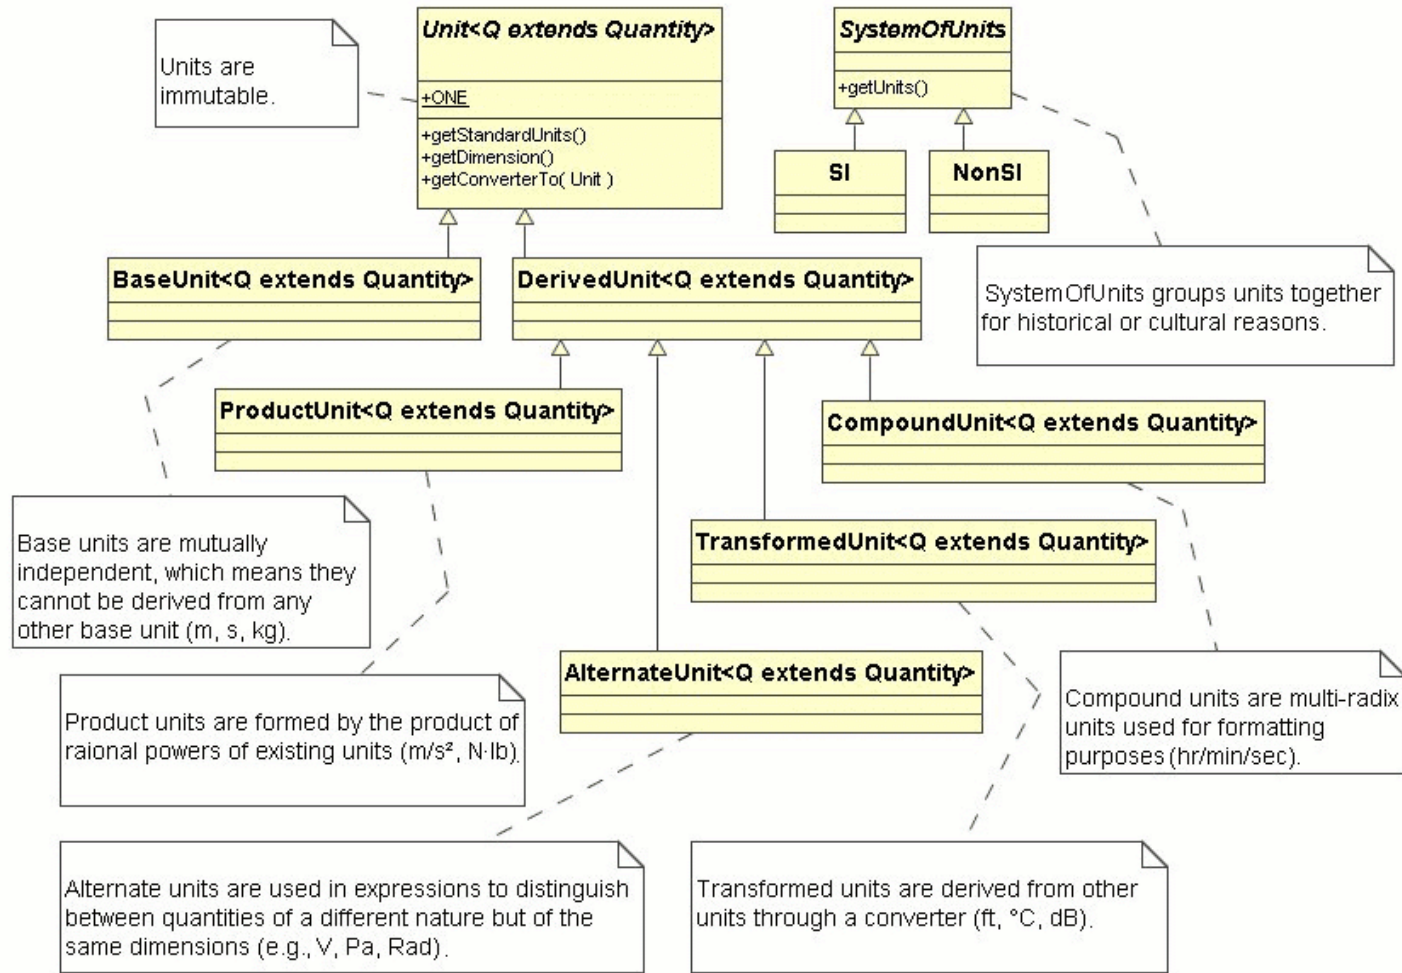 Unit<Q extends Quantity>
+ONE
+getStandardUnits()
+getDimension()
+getConverterTo( Unit )
Units are
immutable.
SystemOfUnits
+getUnits()
SI
NonSI
SystemOfUnits groups units together
for historical or cultural reasons.
BaseUnit<Q extends Quantity>
DerivedUnit<Q extends Quantity>
ProductUnit<Q extends Quantity>
CompoundUnit<Q extends Quantity>
TransformedUnit<Q extends Quantity>
AlternateUnit<Q extends Quantity>
Base units are mutually
independent, which means they
cannot be derived from any
other base unit (m, s, kg).
Product units are formed by the product of
raional powers of existing units (m/s², N·lb).
Compound units are multi-radix
units used for formatting
purposes (hr/min/sec).
Alternate units are used in expressions to distinguish
between quantities of a different nature but of the
same dimensions (e.g., V, Pa, Rad).
Transformed units are derived from other
units through a converter (ft, °C, dB).